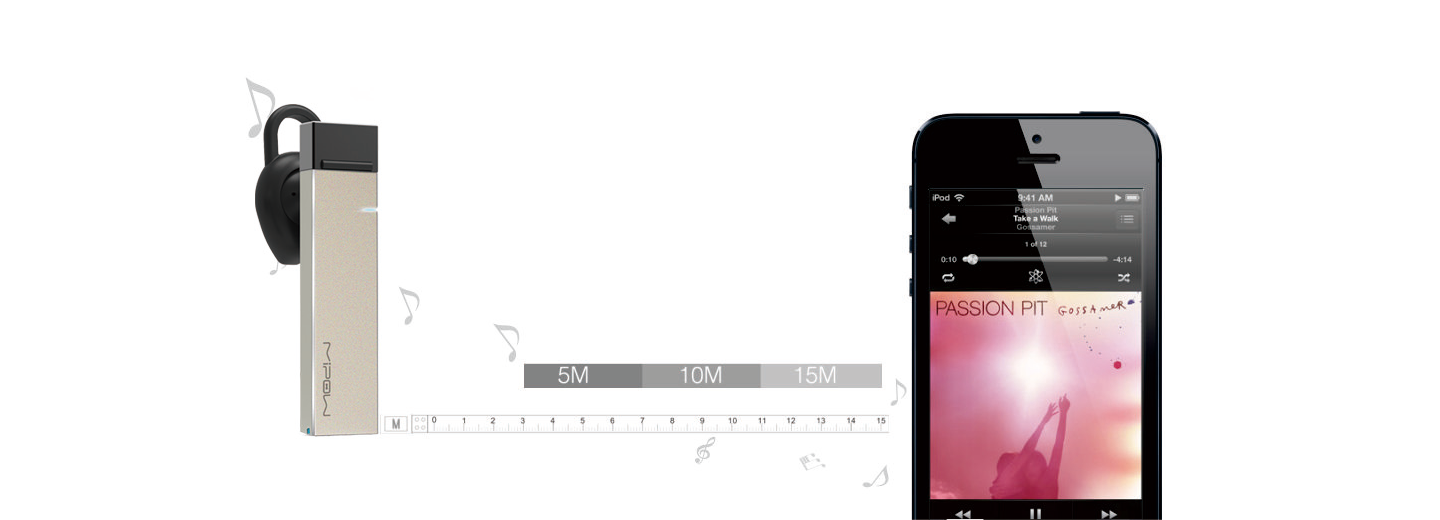 MIPOW
5M 10M 15M
M 0 1 2 3 4 5 6 7 8 9 10 11 12 13 14 15
iPod 9:41 AM
Passion Pit
Take a Walk
Gossamer
1 of 12
0:10 -4:14
PASSION PIT GOSSAMER